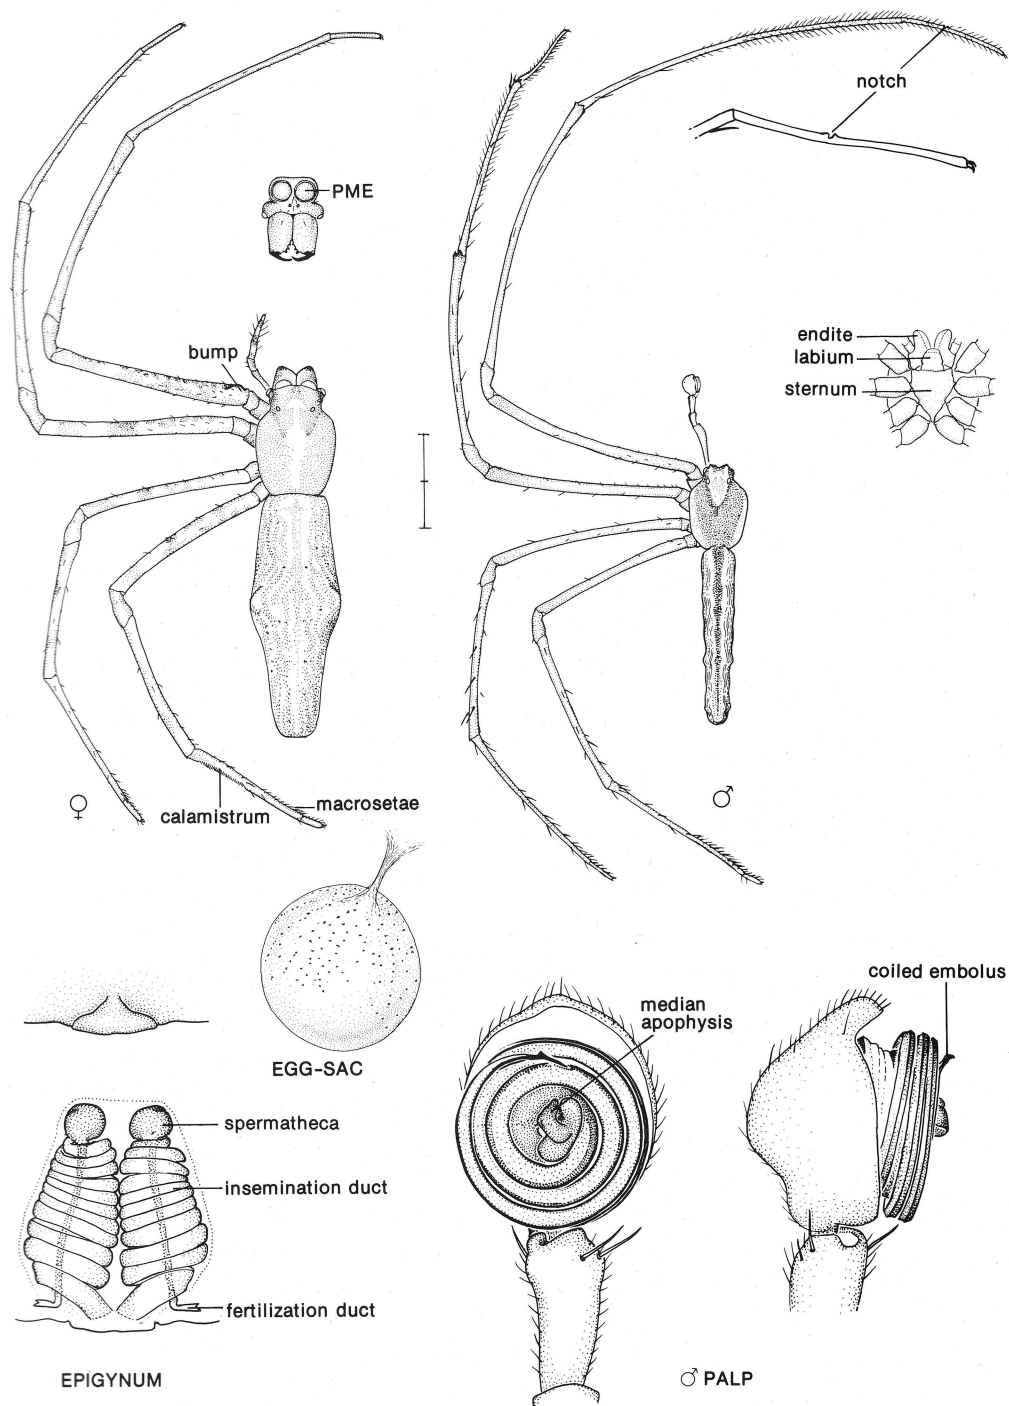 notch
PME
endite
labium
sternum
bump
♀
calamistrum
macrosetae
♂
EGG-SAC
median
apophysis
coiled embolus
spermatheca
insemination duct
fertilization duct
EPIGYNUM
♂ PALP